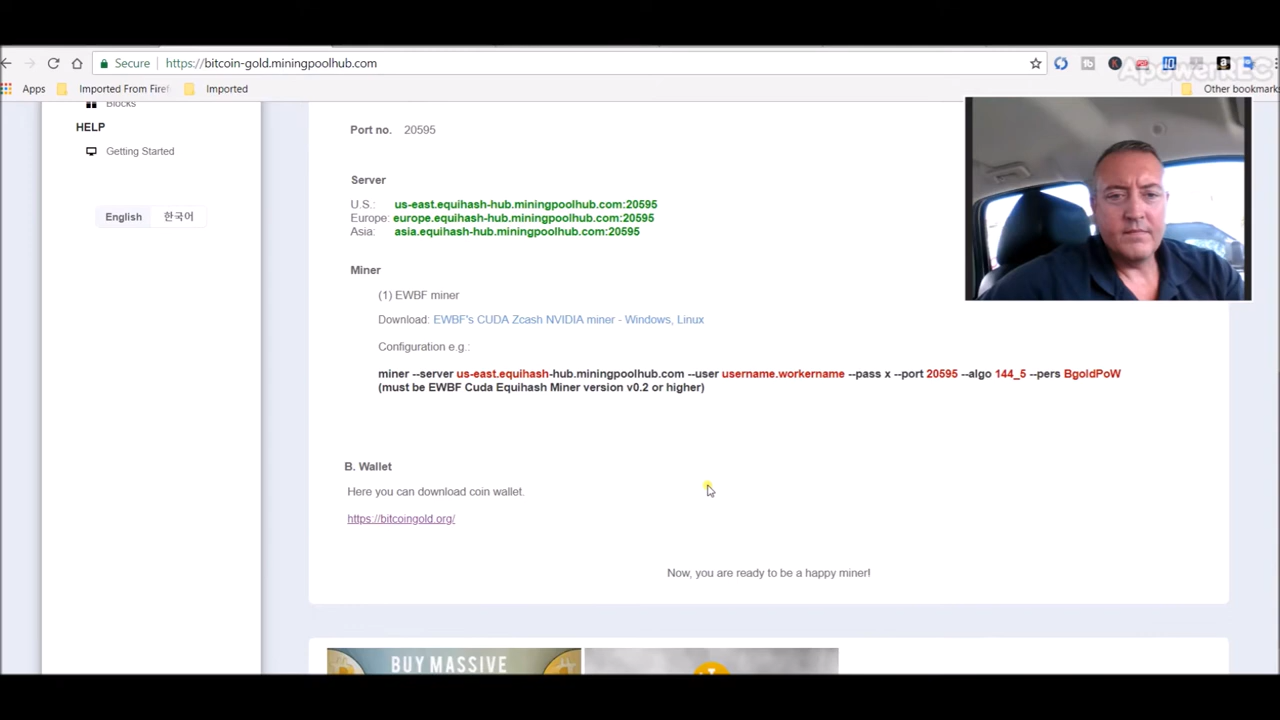 ApowerREC
Secure https://bitcoin-gold.miningpoolhub.com
Apps Imported From Firef Imported Other bookmarks
Blocks
HELP
Getting Started
English 한국어
Port no. 20595
Server
U.S.: us-east.equihash-hub.miningpoolhub.com:20595
Europe: europe.equihash-hub.miningpoolhub.com:20595
Asia: asia.equihash-hub.miningpoolhub.com:20595
Miner
(1) EWBF miner
Download: EWBF's CUDA Zcash NVIDIA miner - Windows, Linux
Configuration e.g.:
miner --server us-east.equihash-hub.miningpoolhub.com --user username.workername --pass x --port 20595 --algo 144_5 --pers BgoldPoW
(must be EWBF Cuda Equihash Miner version v0.2 or higher)
B. Wallet
Here you can download coin wallet.
https://bitcoingold.org/
Now, you are ready to be a happy miner!
BUY MASSIVE